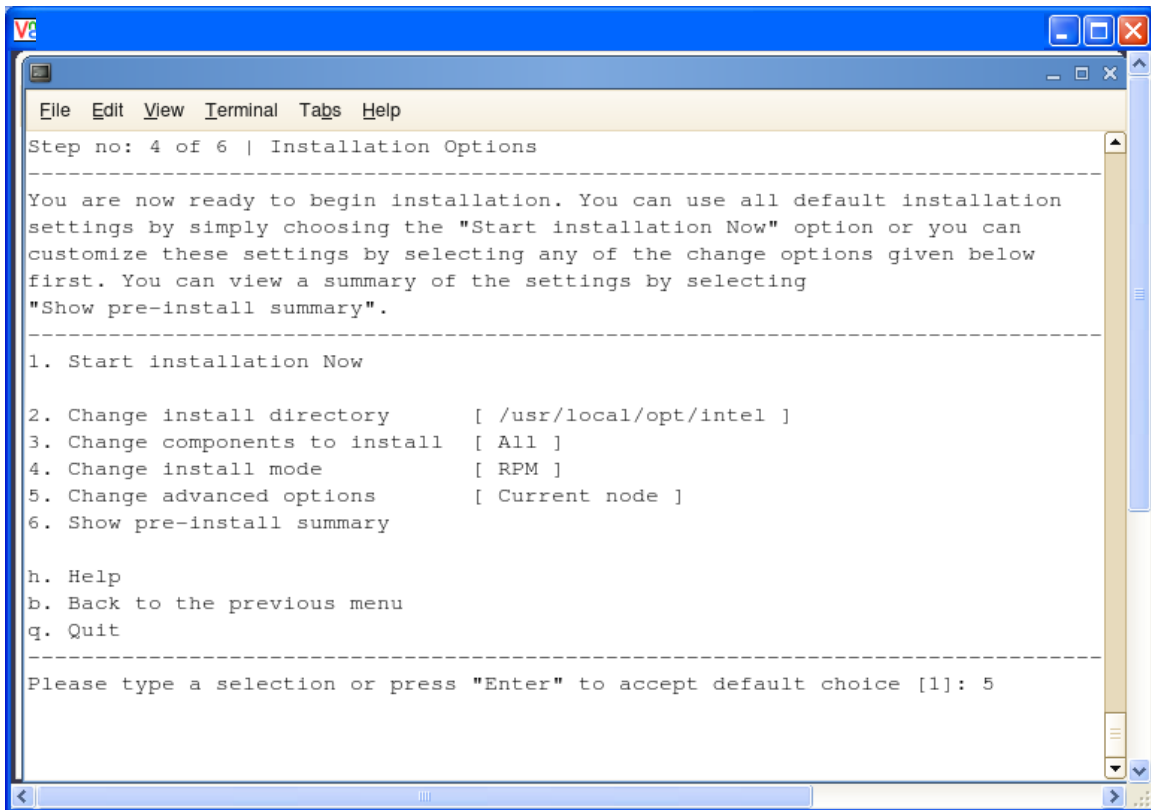 File Edit View Terminal Tabs Help
Step no: 4 of 6 | Installation Options
--------------------------------------------------------------------------------
You are now ready to begin installation. You can use all default installation
settings by simply choosing the "Start installation Now" option or you can
customize these settings by selecting any of the change options given below
first. You can view a summary of the settings by selecting
"Show pre-install summary".
--------------------------------------------------------------------------------
1. Start installation Now
2. Change install directory [ /usr/local/opt/intel ]
3. Change components to install [ All ]
4. Change install mode [ RPM ]
5. Change advanced options [ Current node ]
6. Show pre-install summary
h. Help
b. Back to the previous menu
q. Quit
--------------------------------------------------------------------------------
Please type a selection or press "Enter" to accept default choice [1]: 5